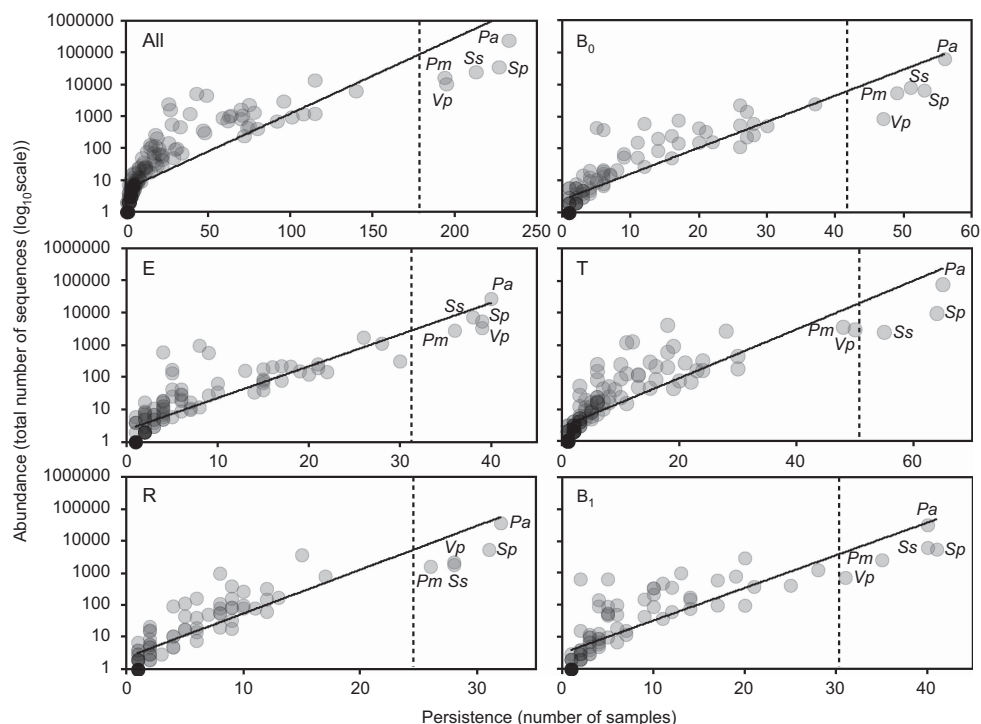 Abundance (total number of sequences (log10scale))
All
1000000
100000
10000
1000
100
10
1
0 50 100 150 200 250
Pa
Pm Ss Sp
Vp
B0
0 10 20 30 40 50 60
Pa
Ss
Pm Sp
Vp
E
1000000
100000
10000
1000
100
10
1
0 10 20 30 40
Pa
Ss Sp
Pm Vp
T
0 20 40 60
Pa
Sp
Pm Vp Ss
R
1000000
100000
10000
1000
100
10
1
0 10 20 30
Pa
Vp Sp
Pm Ss
B1
0 10 20 30 40
Pa
Ss Sp
Pm
Vp
Persistence (number of samples)